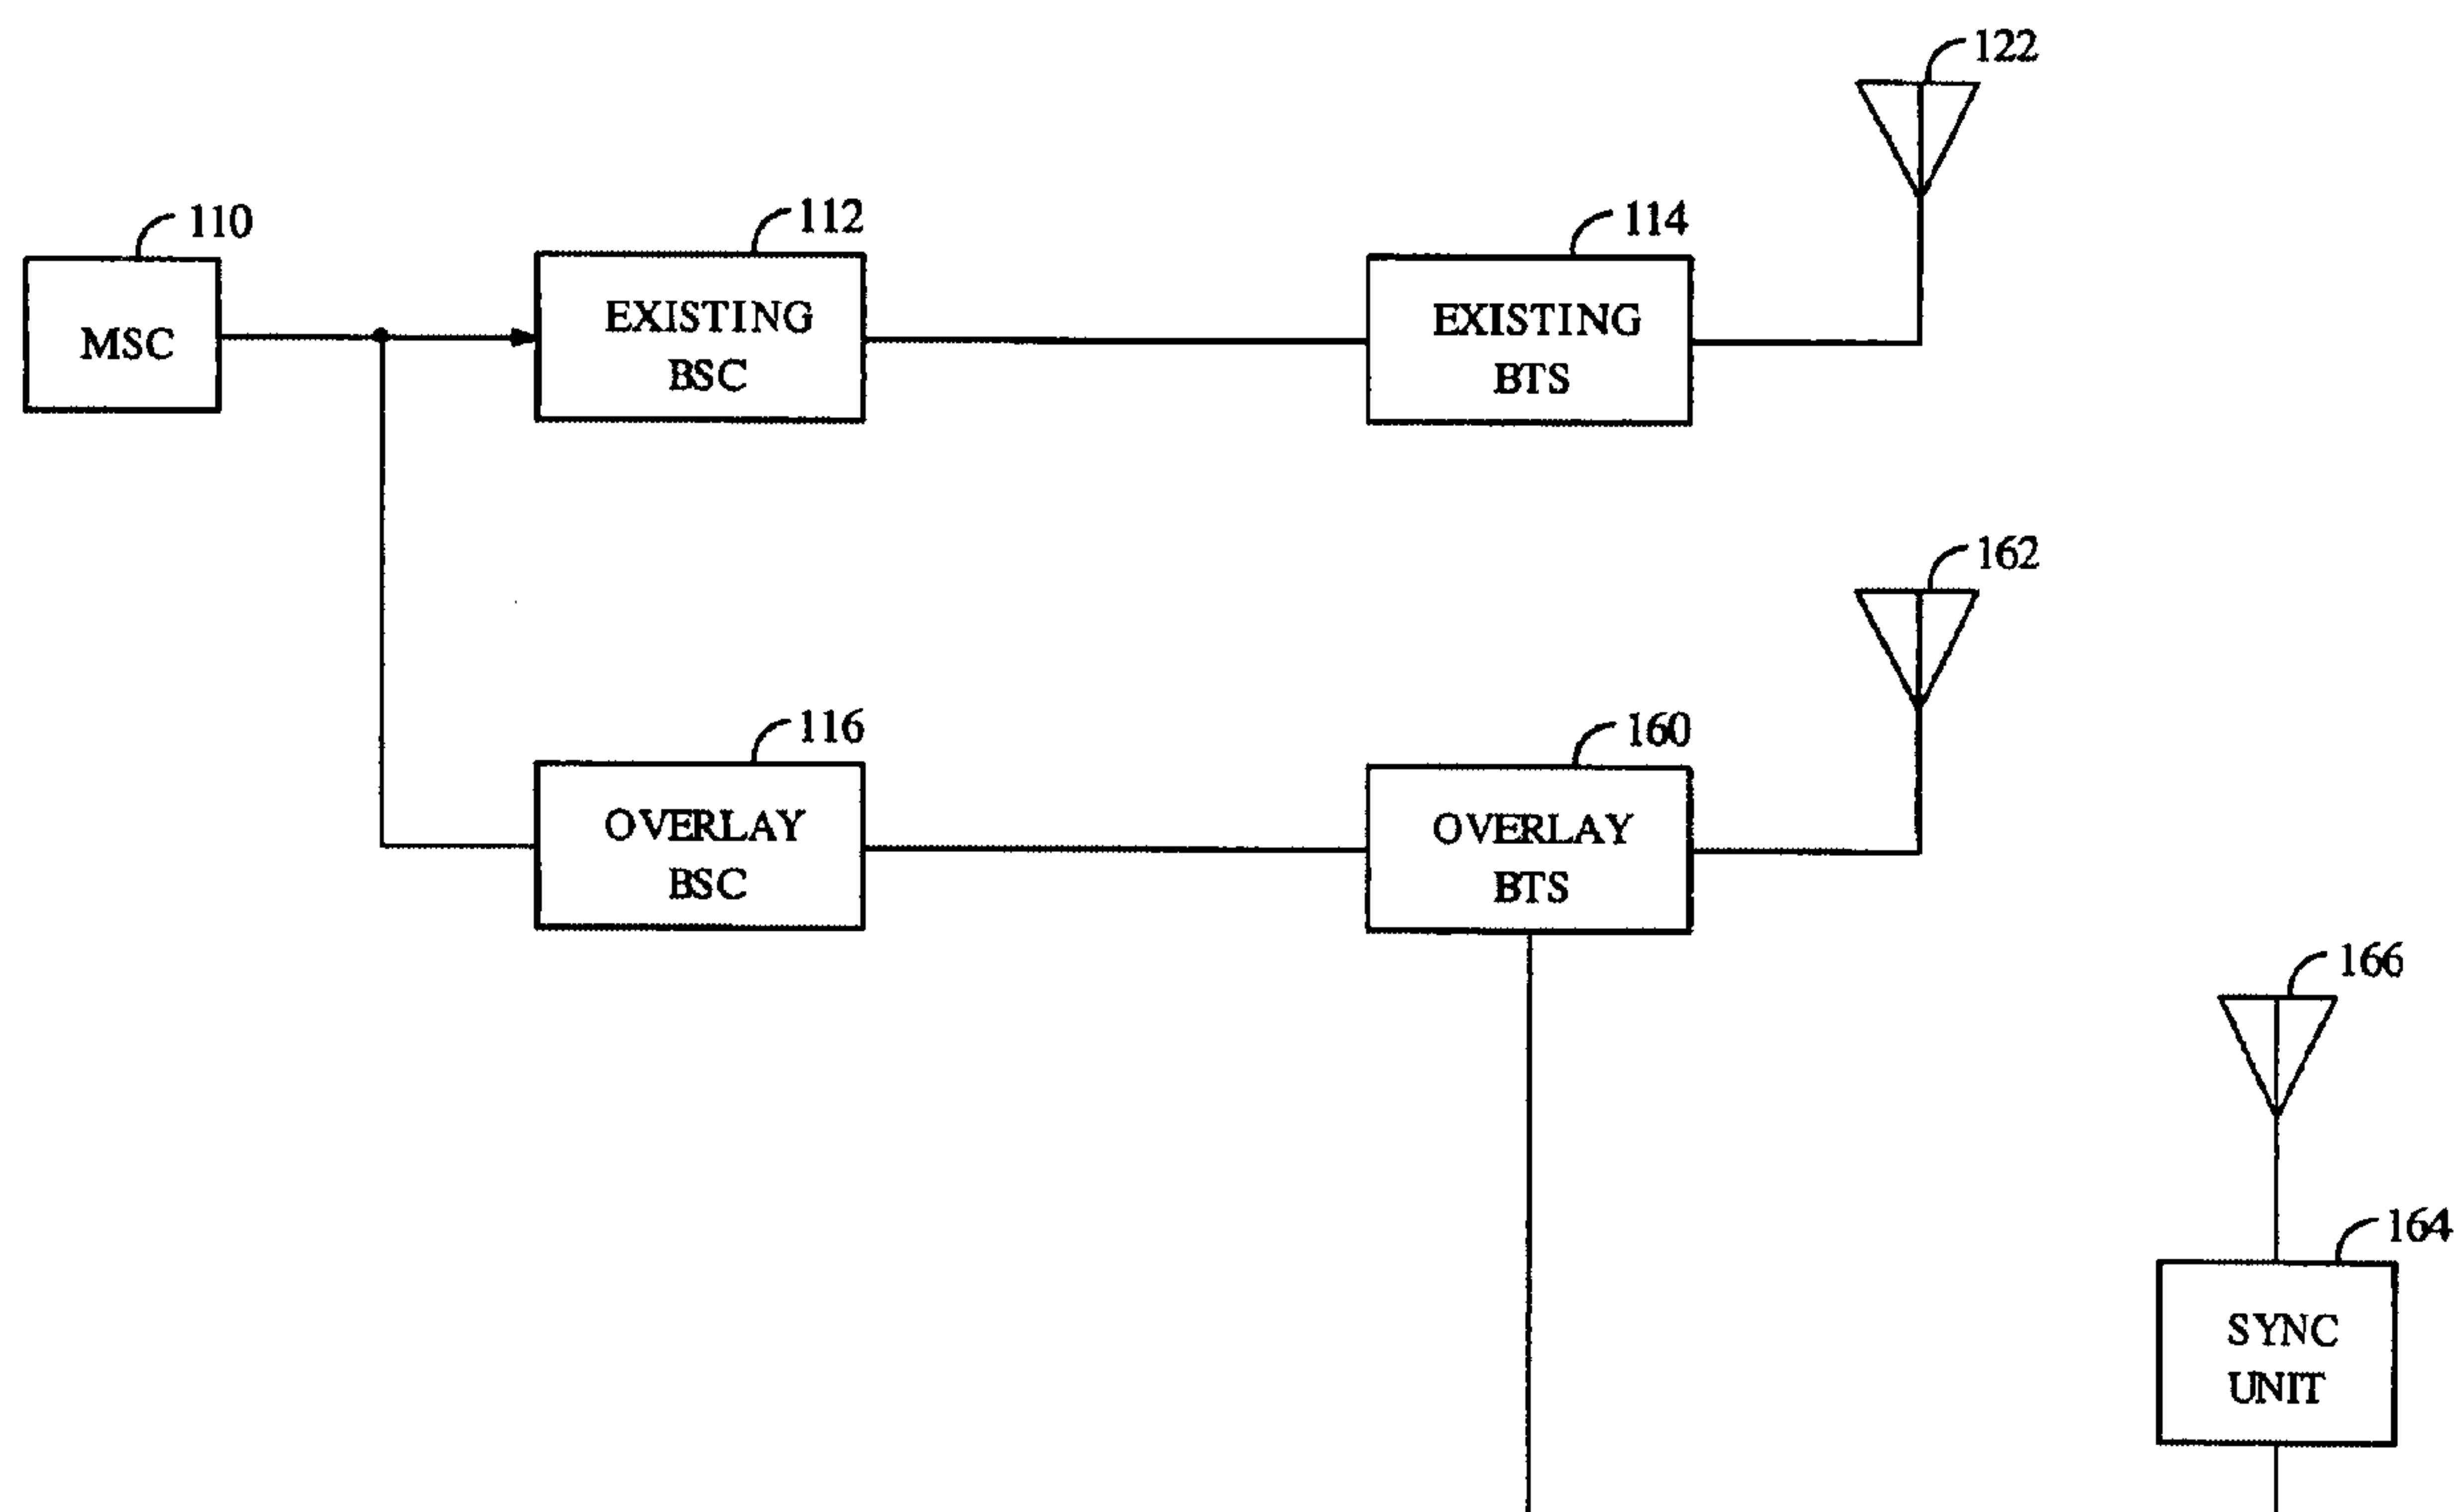 122
110
112
114
MSC
EXISTING
BSC
EXISTING
BTS
162
116
160
OVERLAY
BSC
OVERLAY
BTS
166
164
SYNC
UNIT